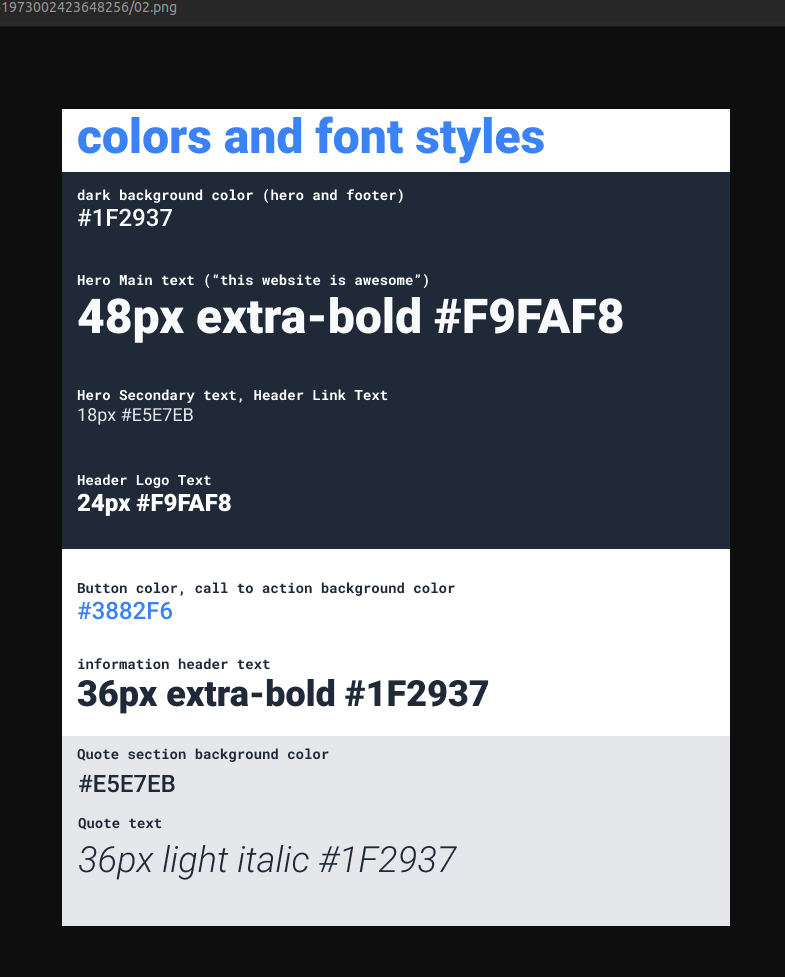 1973002423648256/02.png
colors and font styles
dark background color (hero and footer)
#1F2937
Hero Main text (“this website is awesome”)
48px extra-bold #F9FAF8
Hero Secondary text, Header Link Text
18px #E5E7EB
Header Logo Text
24px #F9FAF8
Button color, call to action background color
#3882F6
information header text
36px extra-bold #1F2937
Quote section background color
#E5E7EB
Quote text
36px light italic #1F2937